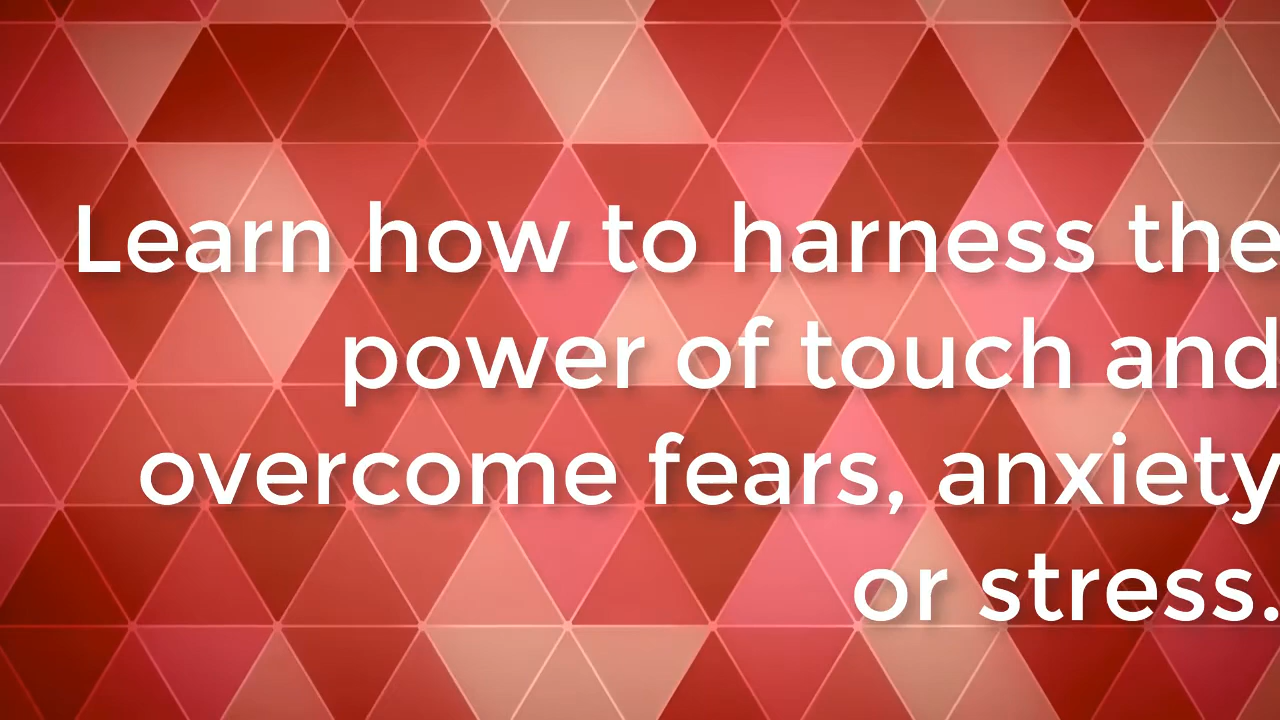 Learn how to harness the
power of touch and
overcome fears, anxiety
or stress.